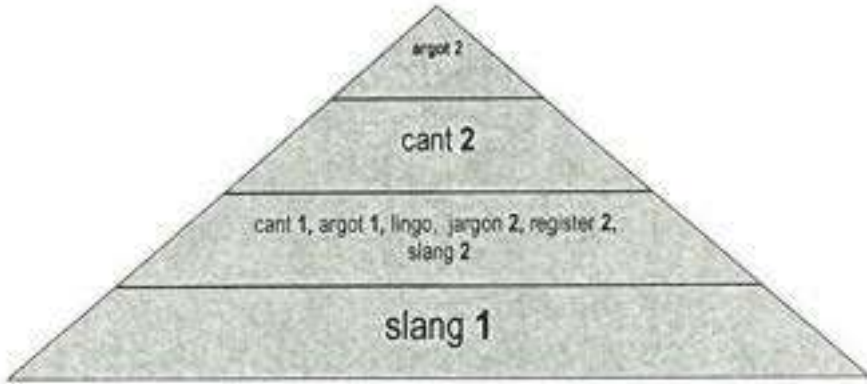 argot 2
cant 2
cant 1, argot 1, lingo, jargon 2, register 2,
slang 2
slang 1